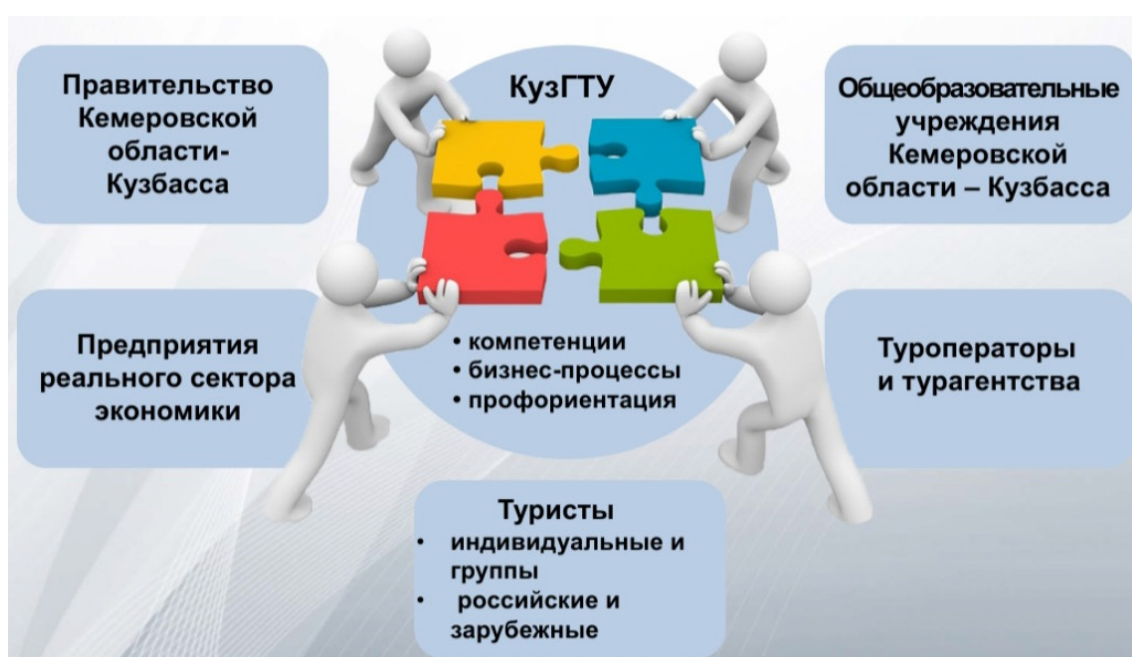 Правительство
Кемеровской
области-
Кузбасса
КузГТУ
Общеобразовательные
учреждения
Кемеровской
области – Кузбасса
Предприятия
реального сектора
экономики
• компетенции
• бизнес-процессы
• профориентация
Туроператоры
и турагентства
Туристы
• индивидуальные и
группы
• российские и
зарубежные